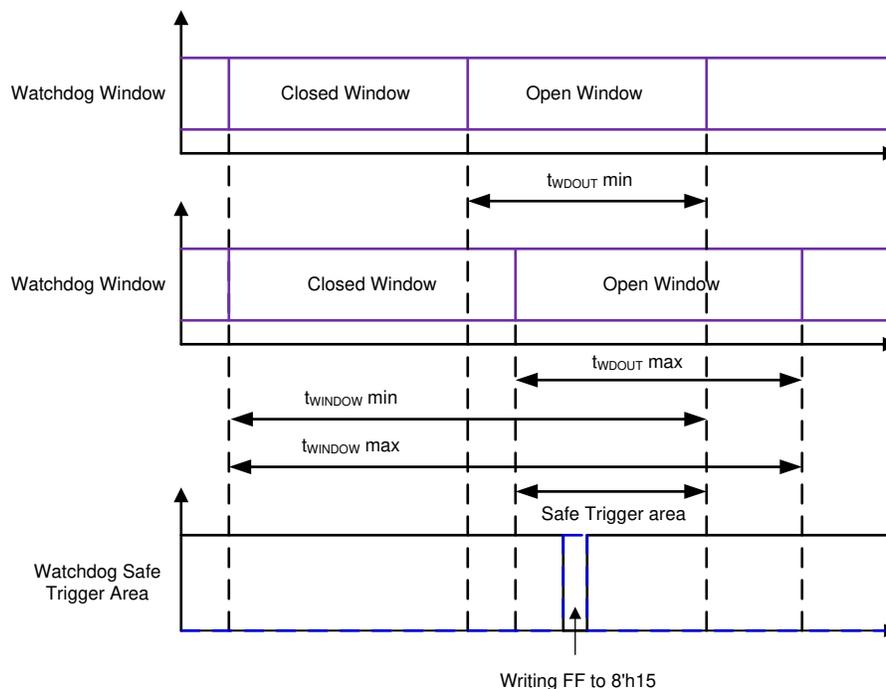 Watchdog Window
Closed Window
Open Window
tWDOUT min
Watchdog Window
Closed Window
Open Window
tWDOUT max
tWINDOW min
tWINDOW max
Safe Trigger area
Watchdog Safe
Trigger Area
Writing FF to 8'h15